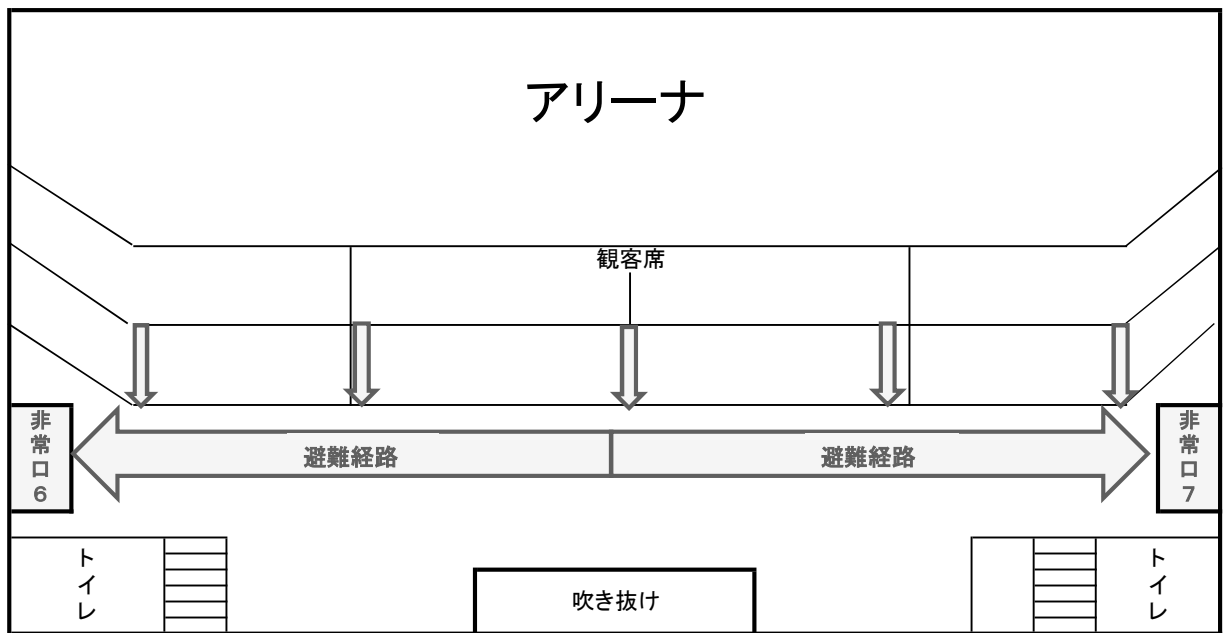 アリーナ
観客席
非常口6
避難経路
避難経路
非常口7
トイレ
吹き抜け
トイレ